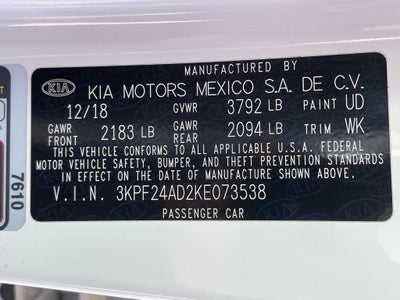 MANUFACTURED BY
KIA KIA MOTORS MEXICO S.A. DE C.V.
12/18 GVWR 3792 LB PAINT UD
GAWR FRONT 2183 LB GAWR REAR 2094 LB TRIM WK
THIS VEHICLE CONFORMS TO ALL APPLICABLE U.S.A. FEDERAL
MOTOR VEHICLE SAFETY, BUMPER, AND THEFT PREVENTION STANDARDS
IN EFFECT ON THE DATE OF MANUFACTURE SHOWN ABOVE.
V.I.N. 3KPF24AD2KE073538
PASSENGER CAR
7610